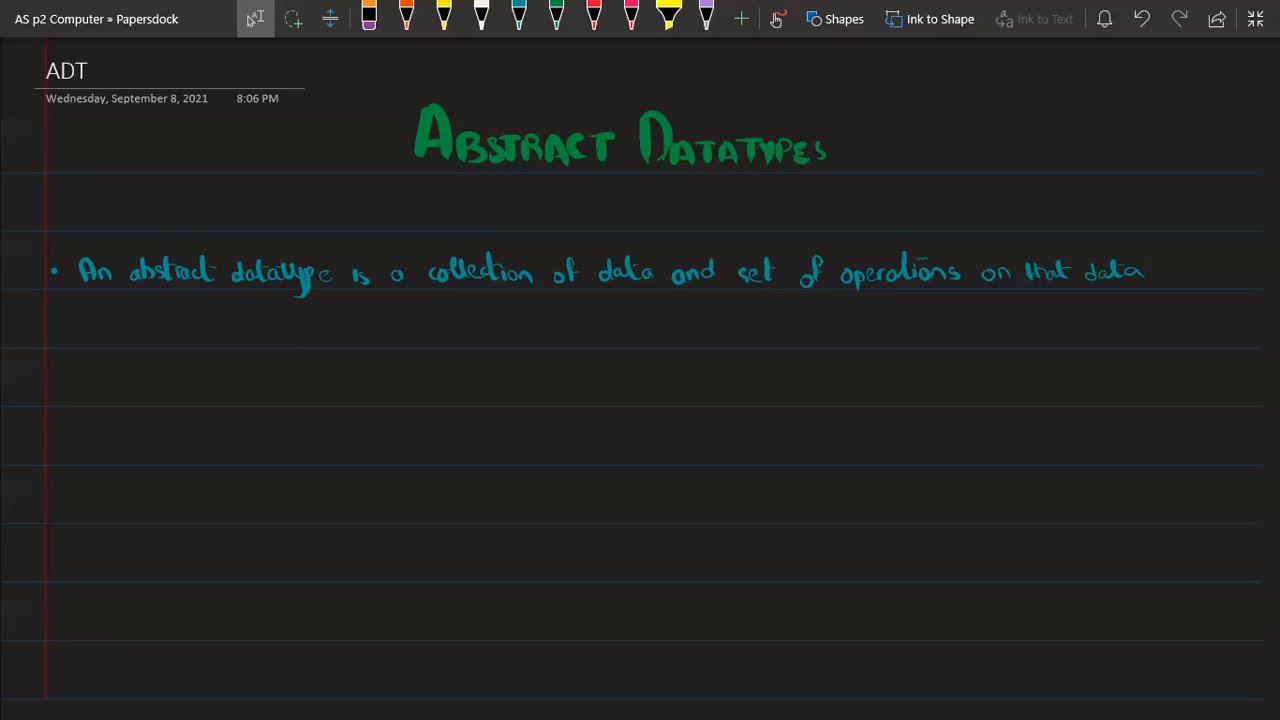 AS p2 Computer » Papersdock
Shapes
Ink to Shape
Ink to Text
ADT
Wednesday, September 8, 2021 8:06 PM
ABSTRACT DATATYPES
• An abstract datatype is a collection of data and set of operations on that data